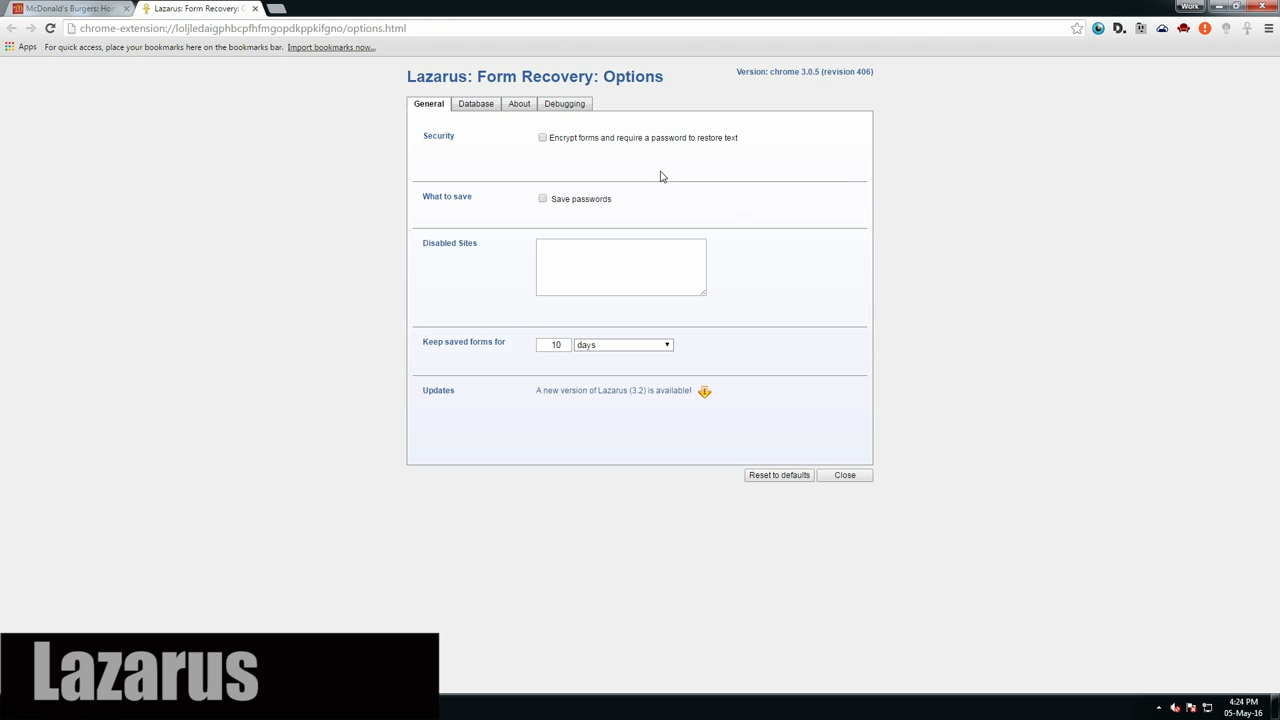 McDonald's Burgers: Hom
Lazarus: Form Recovery: O
Work
chrome-extension://loljledaigphbcpfhfmgopdkppkifgno/options.html
Apps
For quick access, place your bookmarks here on the bookmarks bar. Import bookmarks now...
Lazarus: Form Recovery: Options
Version: chrome 3.0.5 (revision 406)
General
Database
About
Debugging
Security
Encrypt forms and require a password to restore text
What to save
Save passwords
Disabled Sites
Keep saved forms for
10
days
Updates
A new version of Lazarus (3.2) is available!
Reset to defaults
Close
Lazarus
4:24 PM
05-May-16